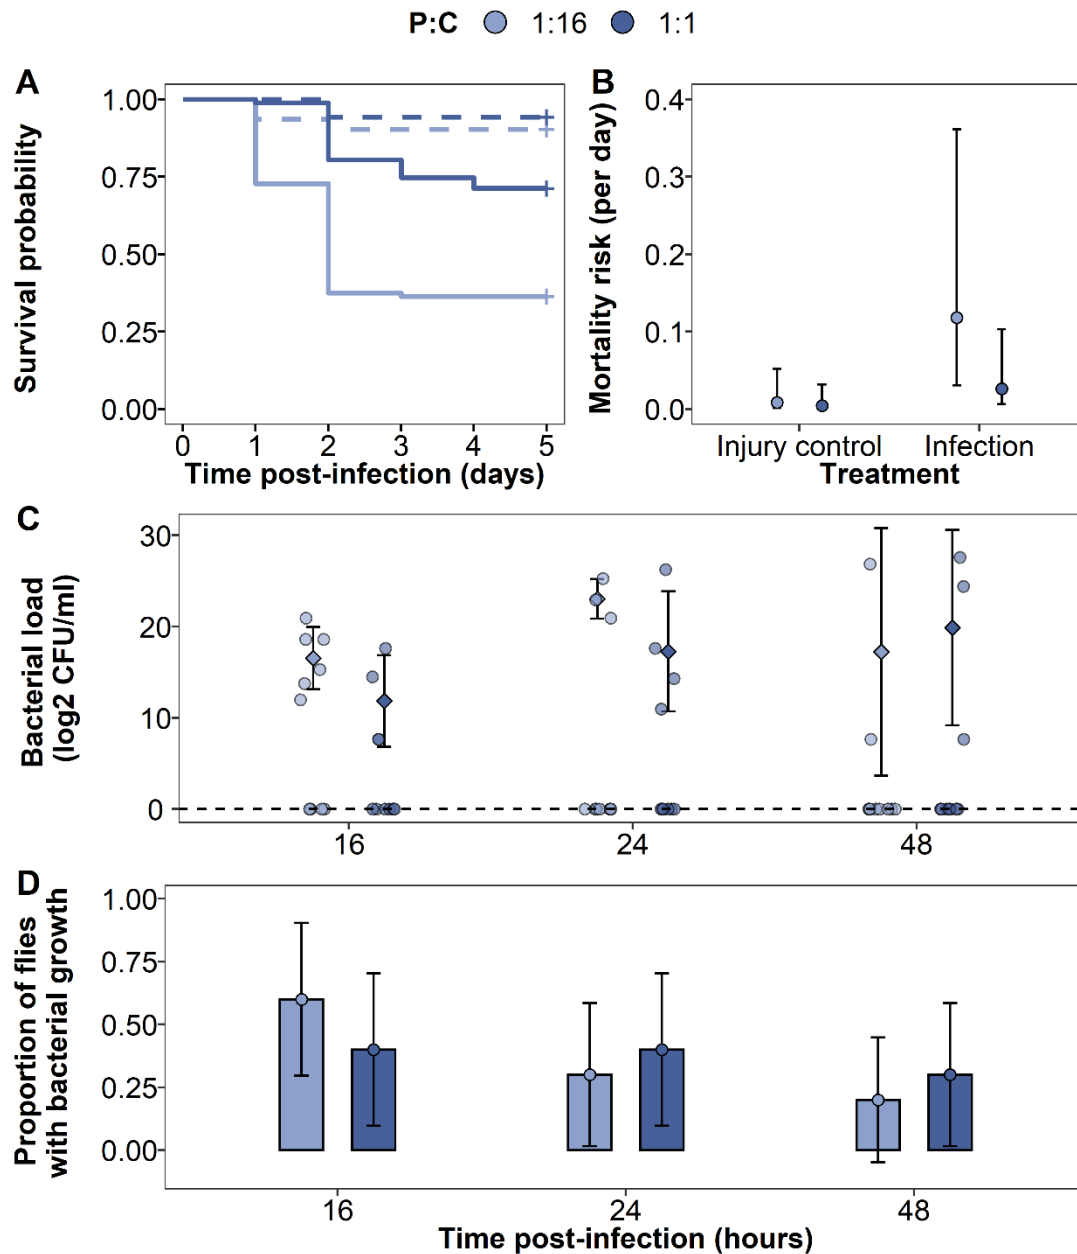 P:C 1:16 1:1
A
Survival probability
1.00
0.75
0.50
0.25
0.00
0 1 2 3 4 5
Time post-infection (days)
B
Mortality risk (per day)
0.4
0.3
0.2
0.1
0.0
Injury control Infection
Treatment
C
Bacterial load
(log2 CFU/ml)
30
20
10
0
16 24 48
D
Proportion of flies
with bacterial growth
1.00
0.75
0.50
0.25
0.00
16 24 48
Time post-infection (hours)